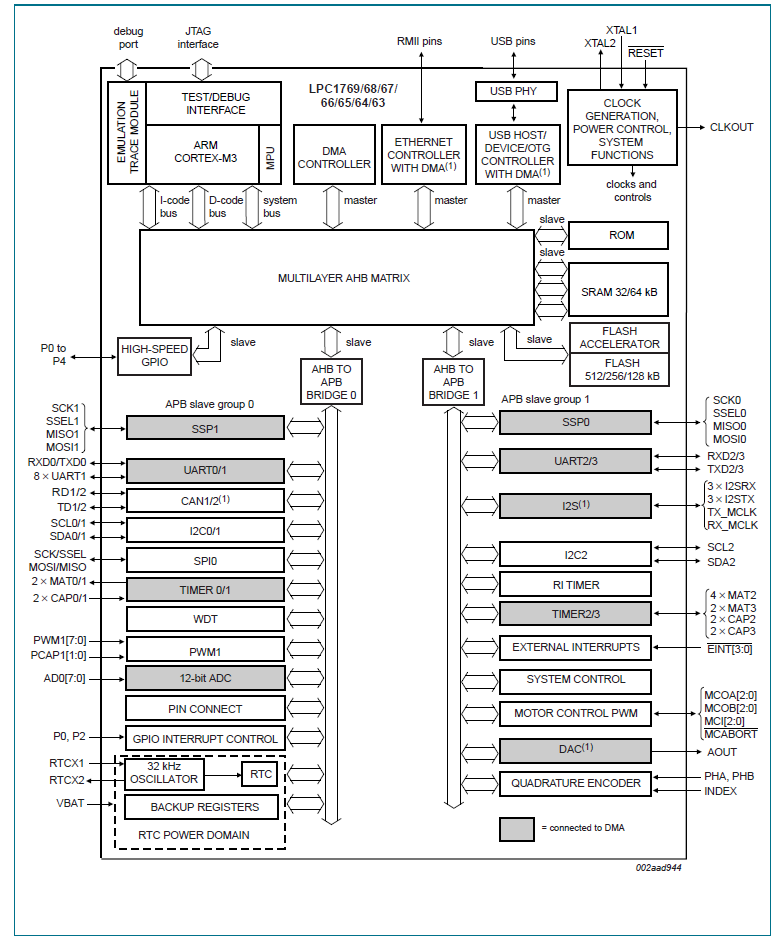 debug
port
JTAG
interface
RMII pins
USB pins
XTAL1
XTAL2
RESET
LPC1769/68/67/
66/65/64/63
EMULATION
TRACE MODULE
TEST/DEBUG
INTERFACE
ARM
CORTEX-M3
MPU
DMA
CONTROLLER
ETHERNET
CONTROLLER
WITH DMA(1)
USB PHY
USB HOST/
DEVICE/OTG
CONTROLLER
WITH DMA(1)
CLOCK
GENERATION,
POWER CONTROL,
SYSTEM
FUNCTIONS
CLKOUT
clocks and
controls
I-code
bus
D-code
bus
system
bus
master
master
master
slave
ROM
slave
MULTILAYER AHB MATRIX
SRAM 32/64 kB
P0 to
P4
HIGH-SPEED
GPIO
slave
slave
slave
slave
FLASH
ACCELERATOR
FLASH
512/256/128 kB
AHB TO
APB
BRIDGE 0
AHB TO
APB
BRIDGE 1
APB slave group 0
APB slave group 1
SCK1
SSEL1
MISO1
MOSI1
SSP1
RXD0/TXD0
8 × UART1
UART0/1
RD1/2
TD1/2
CAN1/2(1)
SCL0/1
SDA0/1
I2C0/1
SCK/SSEL
MOSI/MISO
SPI0
2 × MAT0/1
2 × CAP0/1
TIMER 0/1
WDT
PWM1[7:0]
PCAP1[1:0]
PWM1
AD0[7:0]
12-bit ADC
PIN CONNECT
P0, P2
GPIO INTERRUPT CONTROL
RTCX1
RTCX2
32 kHz
OSCILLATOR
RTC
VBAT
BACKUP REGISTERS
RTC POWER DOMAIN
SSP0
SCK0
SSEL0
MISO0
MOSI0
UART2/3
RXD2/3
TXD2/3
I2S(1)
3 × I2SRX
3 × I2STX
TX_MCLK
RX_MCLK
I2C2
SCL2
SDA2
RI TIMER
TIMER2/3
4 × MAT2
2 × MAT3
2 × CAP2
2 × CAP3
EXTERNAL INTERRUPTS
EINT[3:0]
SYSTEM CONTROL
MOTOR CONTROL PWM
MCOA[2:0]
MCOB[2:0]
MCI[2:0]
MCABORT
DAC(1)
AOUT
QUADRATURE ENCODER
PHA, PHB
INDEX
= connected to DMA
002aad944